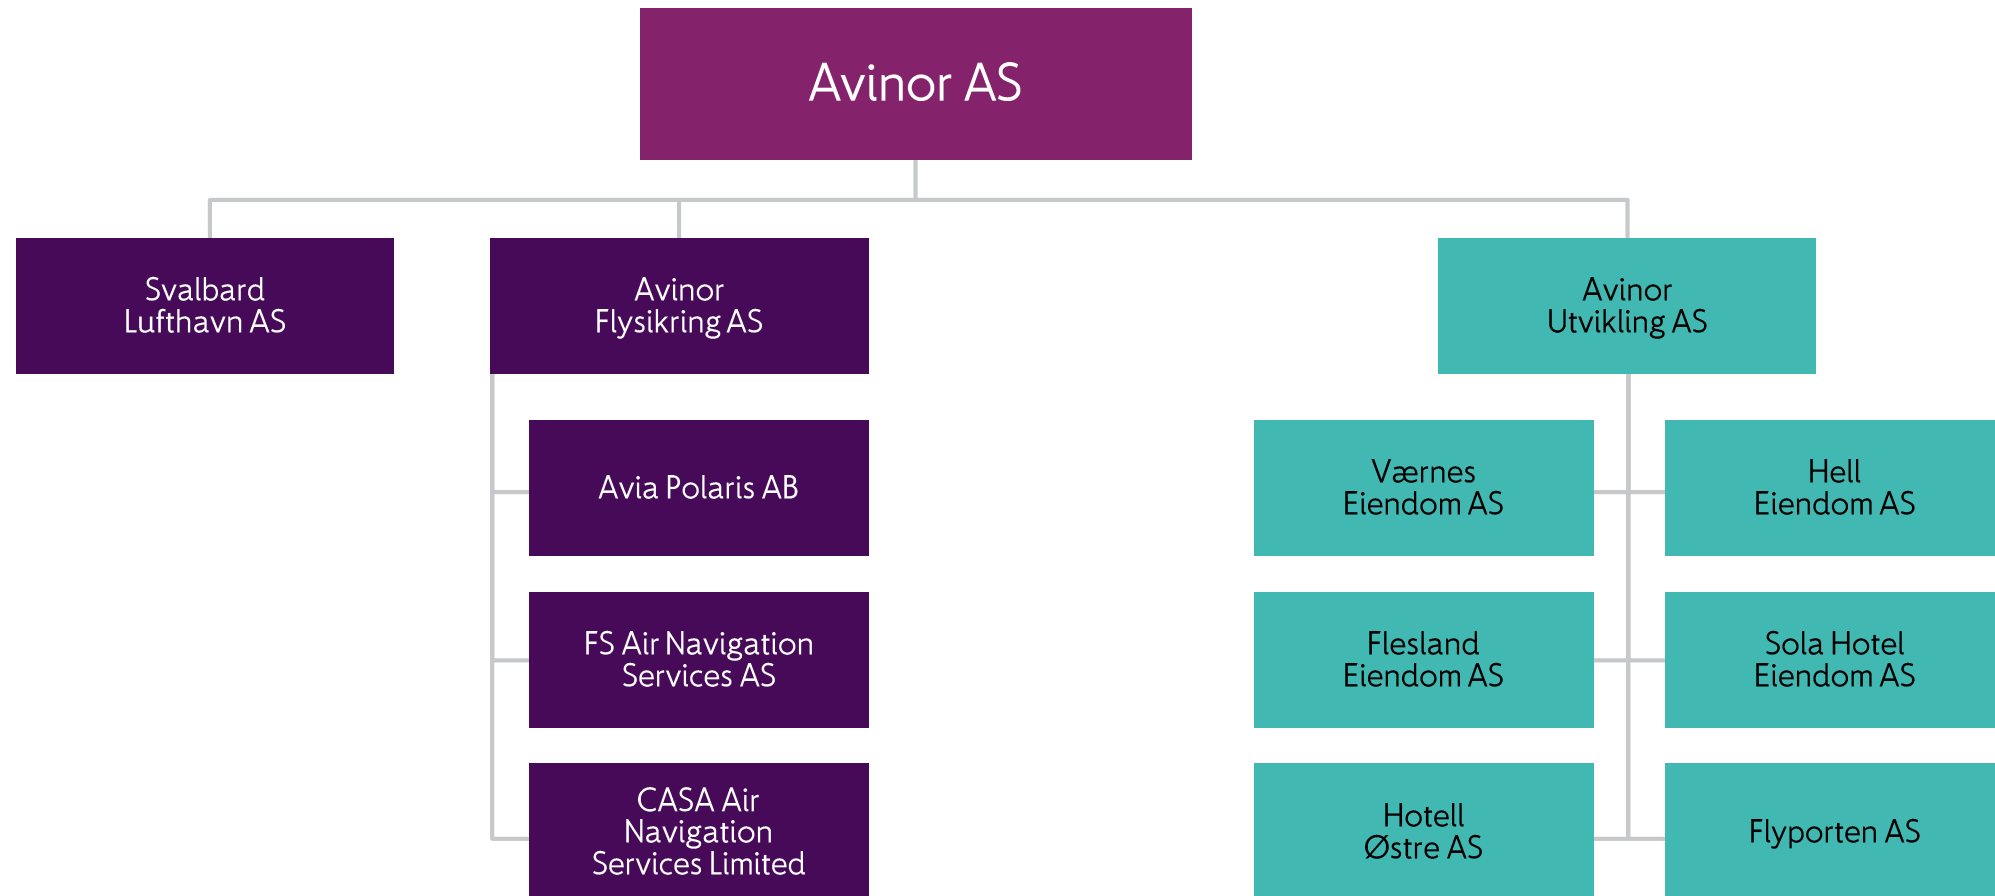 Avinor AS
Svalbard
Lufthavn AS
Avinor
Flysikring AS
Avinor
Utvikling AS
Avia Polaris AB
Værnes
Eiendom AS
Hell
Eiendom AS
FS Air Navigation
Services AS
Flesland
Eiendom AS
Sola Hotel
Eiendom AS
CASA Air
Navigation
Services Limited
Hotell
Østre AS
Flyporten AS